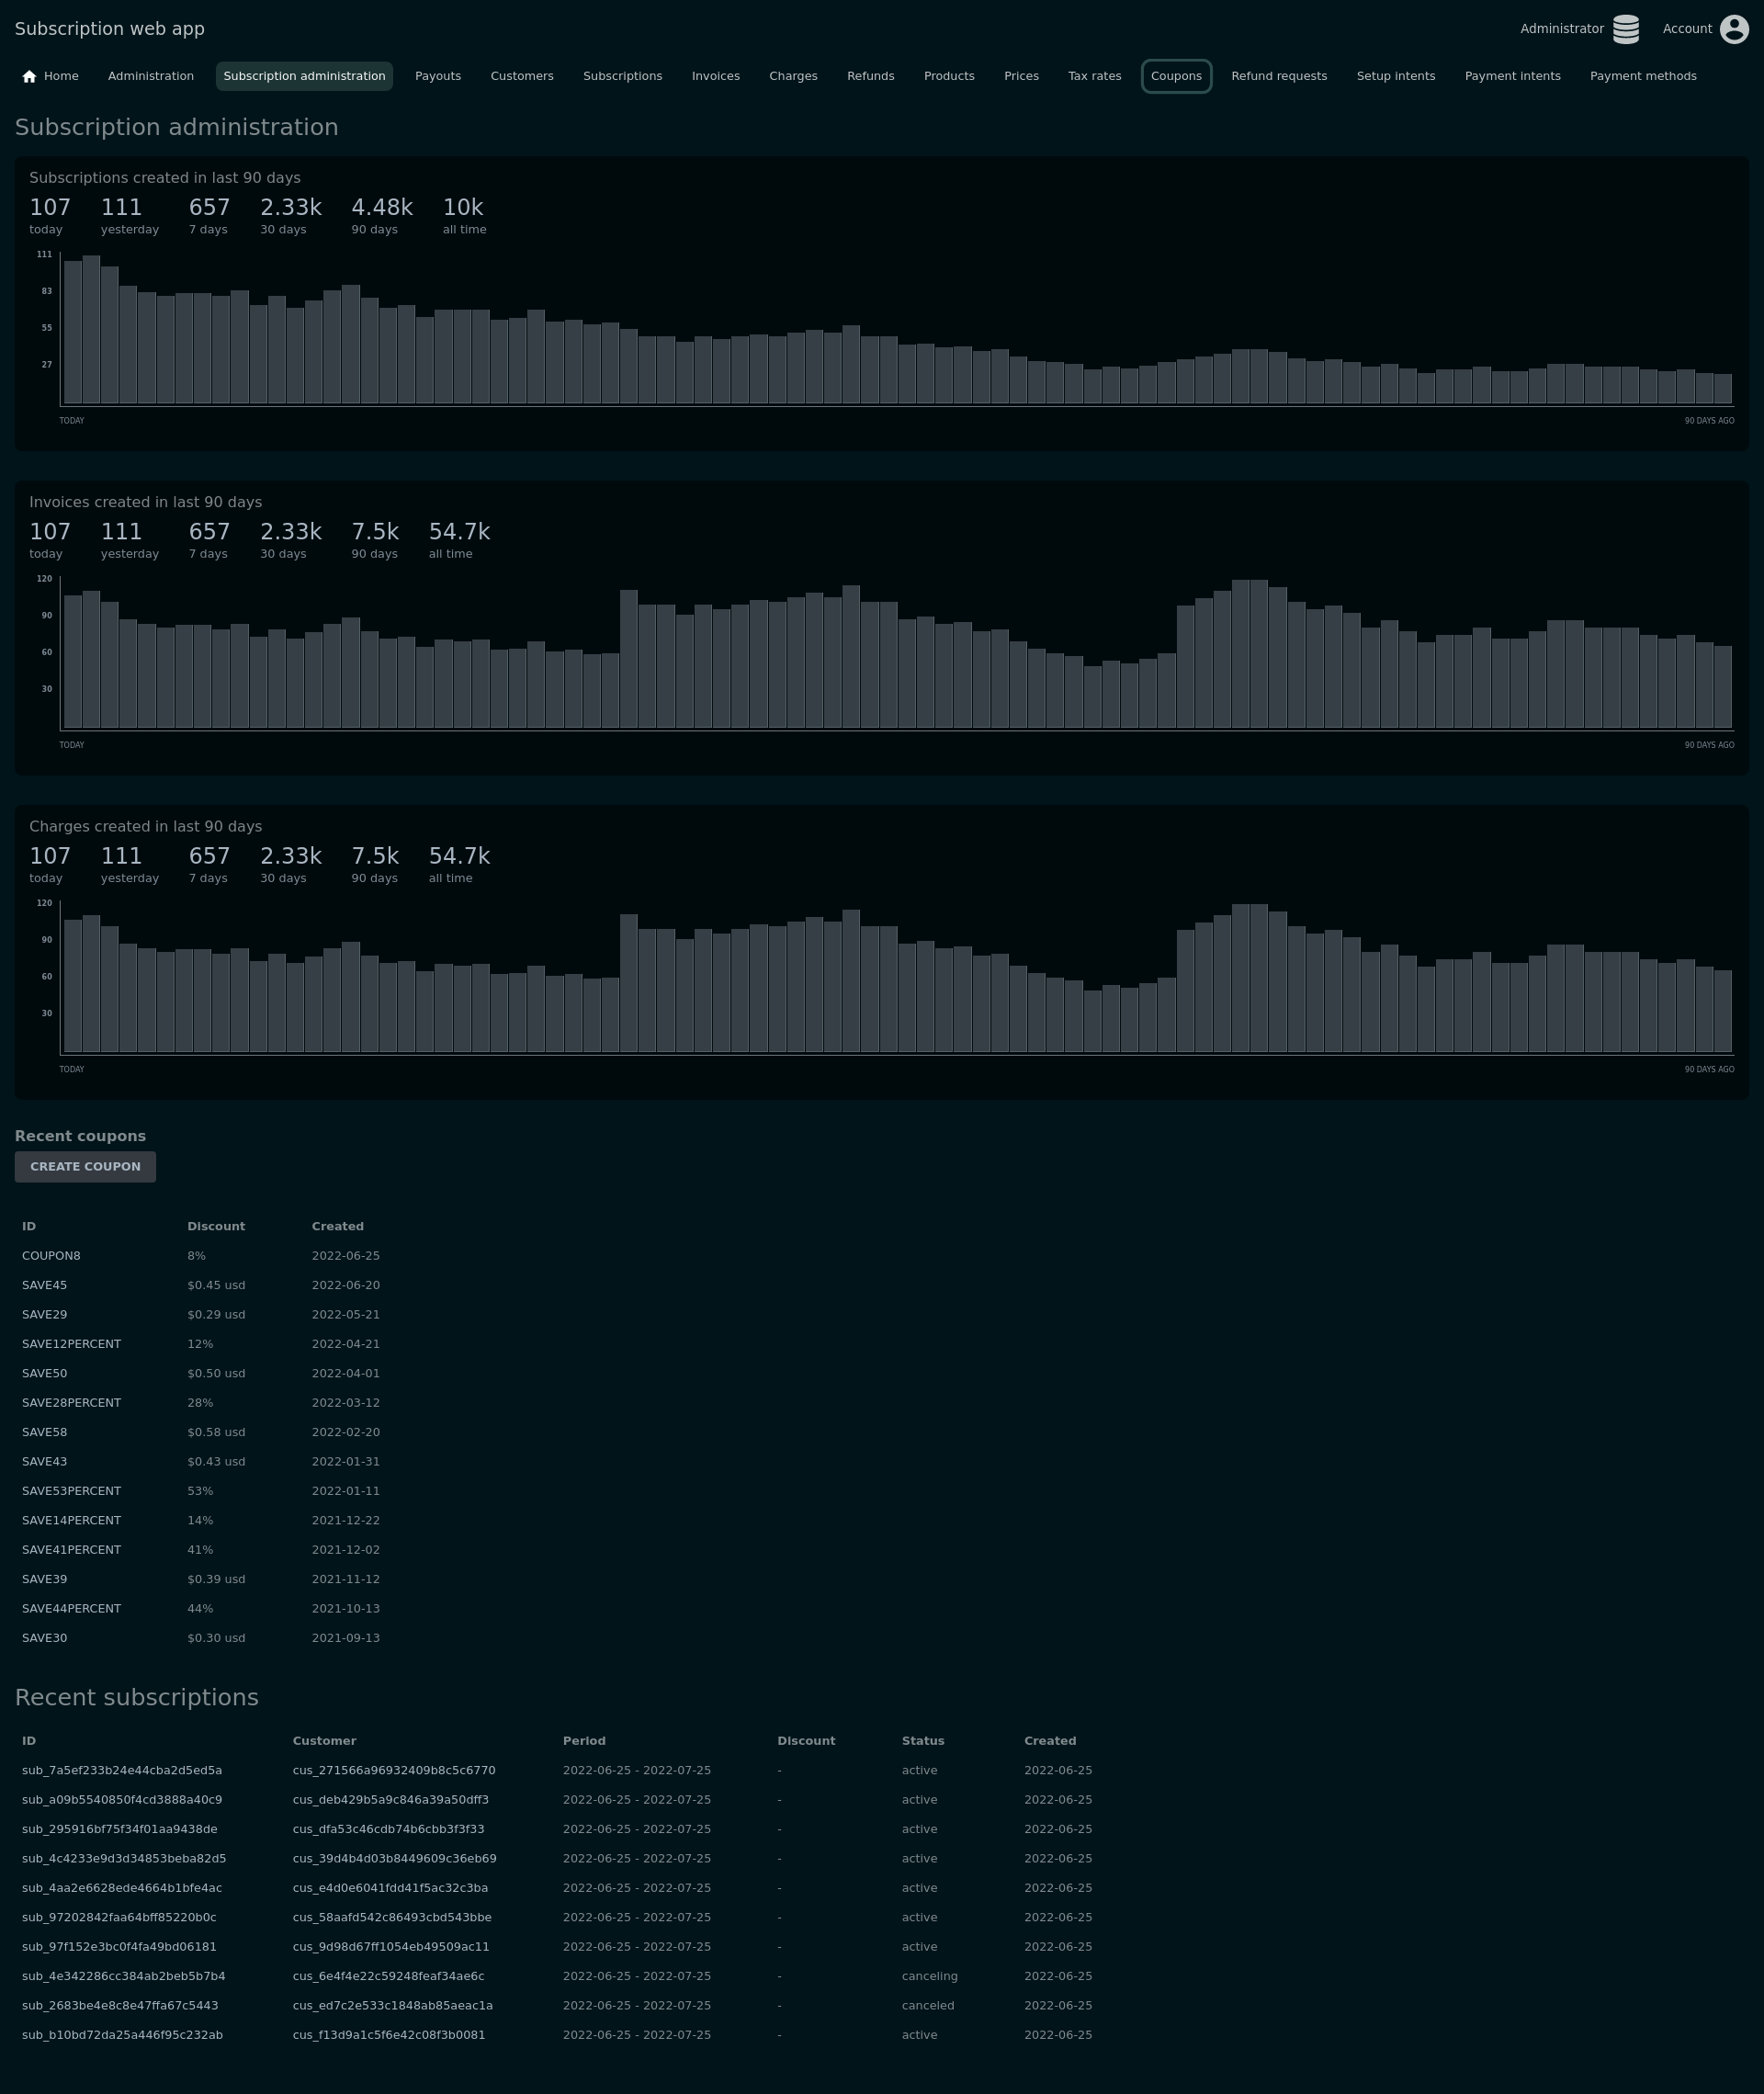 Subscription web app
Administrator Account
Home Administration Subscription administration Payouts Customers Subscriptions Invoices Charges Refunds Products Prices Tax rates Coupons Refund requests Setup intents Payment intents Payment methods
Subscription administration
Subscriptions created in last 90 days
107 111 657 2.33k 4.48k 10k
today yesterday 7 days 30 days 90 days all time
111
83
55
27
TODAY 90 DAYS AGO
Invoices created in last 90 days
107 111 657 2.33k 7.5k 54.7k
today yesterday 7 days 30 days 90 days all time
120
90
60
30
TODAY 90 DAYS AGO
Charges created in last 90 days
107 111 657 2.33k 7.5k 54.7k
today yesterday 7 days 30 days 90 days all time
120
90
60
30
TODAY 90 DAYS AGO
Recent coupons
CREATE COUPON
ID Discount Created
COUPON8 8% 2022-06-25
SAVE45 $0.45 usd 2022-06-20
SAVE29 $0.29 usd 2022-05-21
SAVE12PERCENT 12% 2022-04-21
SAVE50 $0.50 usd 2022-04-01
SAVE28PERCENT 28% 2022-03-12
SAVE58 $0.58 usd 2022-02-20
SAVE43 $0.43 usd 2022-01-31
SAVE53PERCENT 53% 2022-01-11
SAVE14PERCENT 14% 2021-12-22
SAVE41PERCENT 41% 2021-12-02
SAVE39 $0.39 usd 2021-11-12
SAVE44PERCENT 44% 2021-10-13
SAVE30 $0.30 usd 2021-09-13
Recent subscriptions
ID Customer Period Discount Status Created
sub_7a5ef233b24e44cba2d5ed5a cus_271566a96932409b8c5c6770 2022-06-25 - 2022-07-25 - active 2022-06-25
sub_a09b5540850f4cd3888a40c9 cus_deb429b5a9c846a39a50dff3 2022-06-25 - 2022-07-25 - active 2022-06-25
sub_295916bf75f34f01aa9438de cus_dfa53c46cdb74b6cbb3f3f33 2022-06-25 - 2022-07-25 - active 2022-06-25
sub_4c4233e9d3d34853beba82d5 cus_39d4b4d03b8449609c36eb69 2022-06-25 - 2022-07-25 - active 2022-06-25
sub_4aa2e6628ede4664b1bfe4ac cus_e4d0e6041fdd41f5ac32c3ba 2022-06-25 - 2022-07-25 - active 2022-06-25
sub_97202842faa64bff85220b0c cus_58aafd542c86493cbd543bbe 2022-06-25 - 2022-07-25 - active 2022-06-25
sub_97f152e3bc0f4fa49bd06181 cus_9d98d67ff1054eb49509ac11 2022-06-25 - 2022-07-25 - active 2022-06-25
sub_4e342286cc384ab2beb5b7b4 cus_6e4f4e22c59248feaf34ae6c 2022-06-25 - 2022-07-25 - canceling 2022-06-25
sub_2683be4e8c8e47ffa67c5443 cus_ed7c2e533c1848ab85aeac1a 2022-06-25 - 2022-07-25 - canceled 2022-06-25
sub_b10bd72da25a446f95c232ab cus_f13d9a1c5f6e42c08f3b0081 2022-06-25 - 2022-07-25 - active 2022-06-25